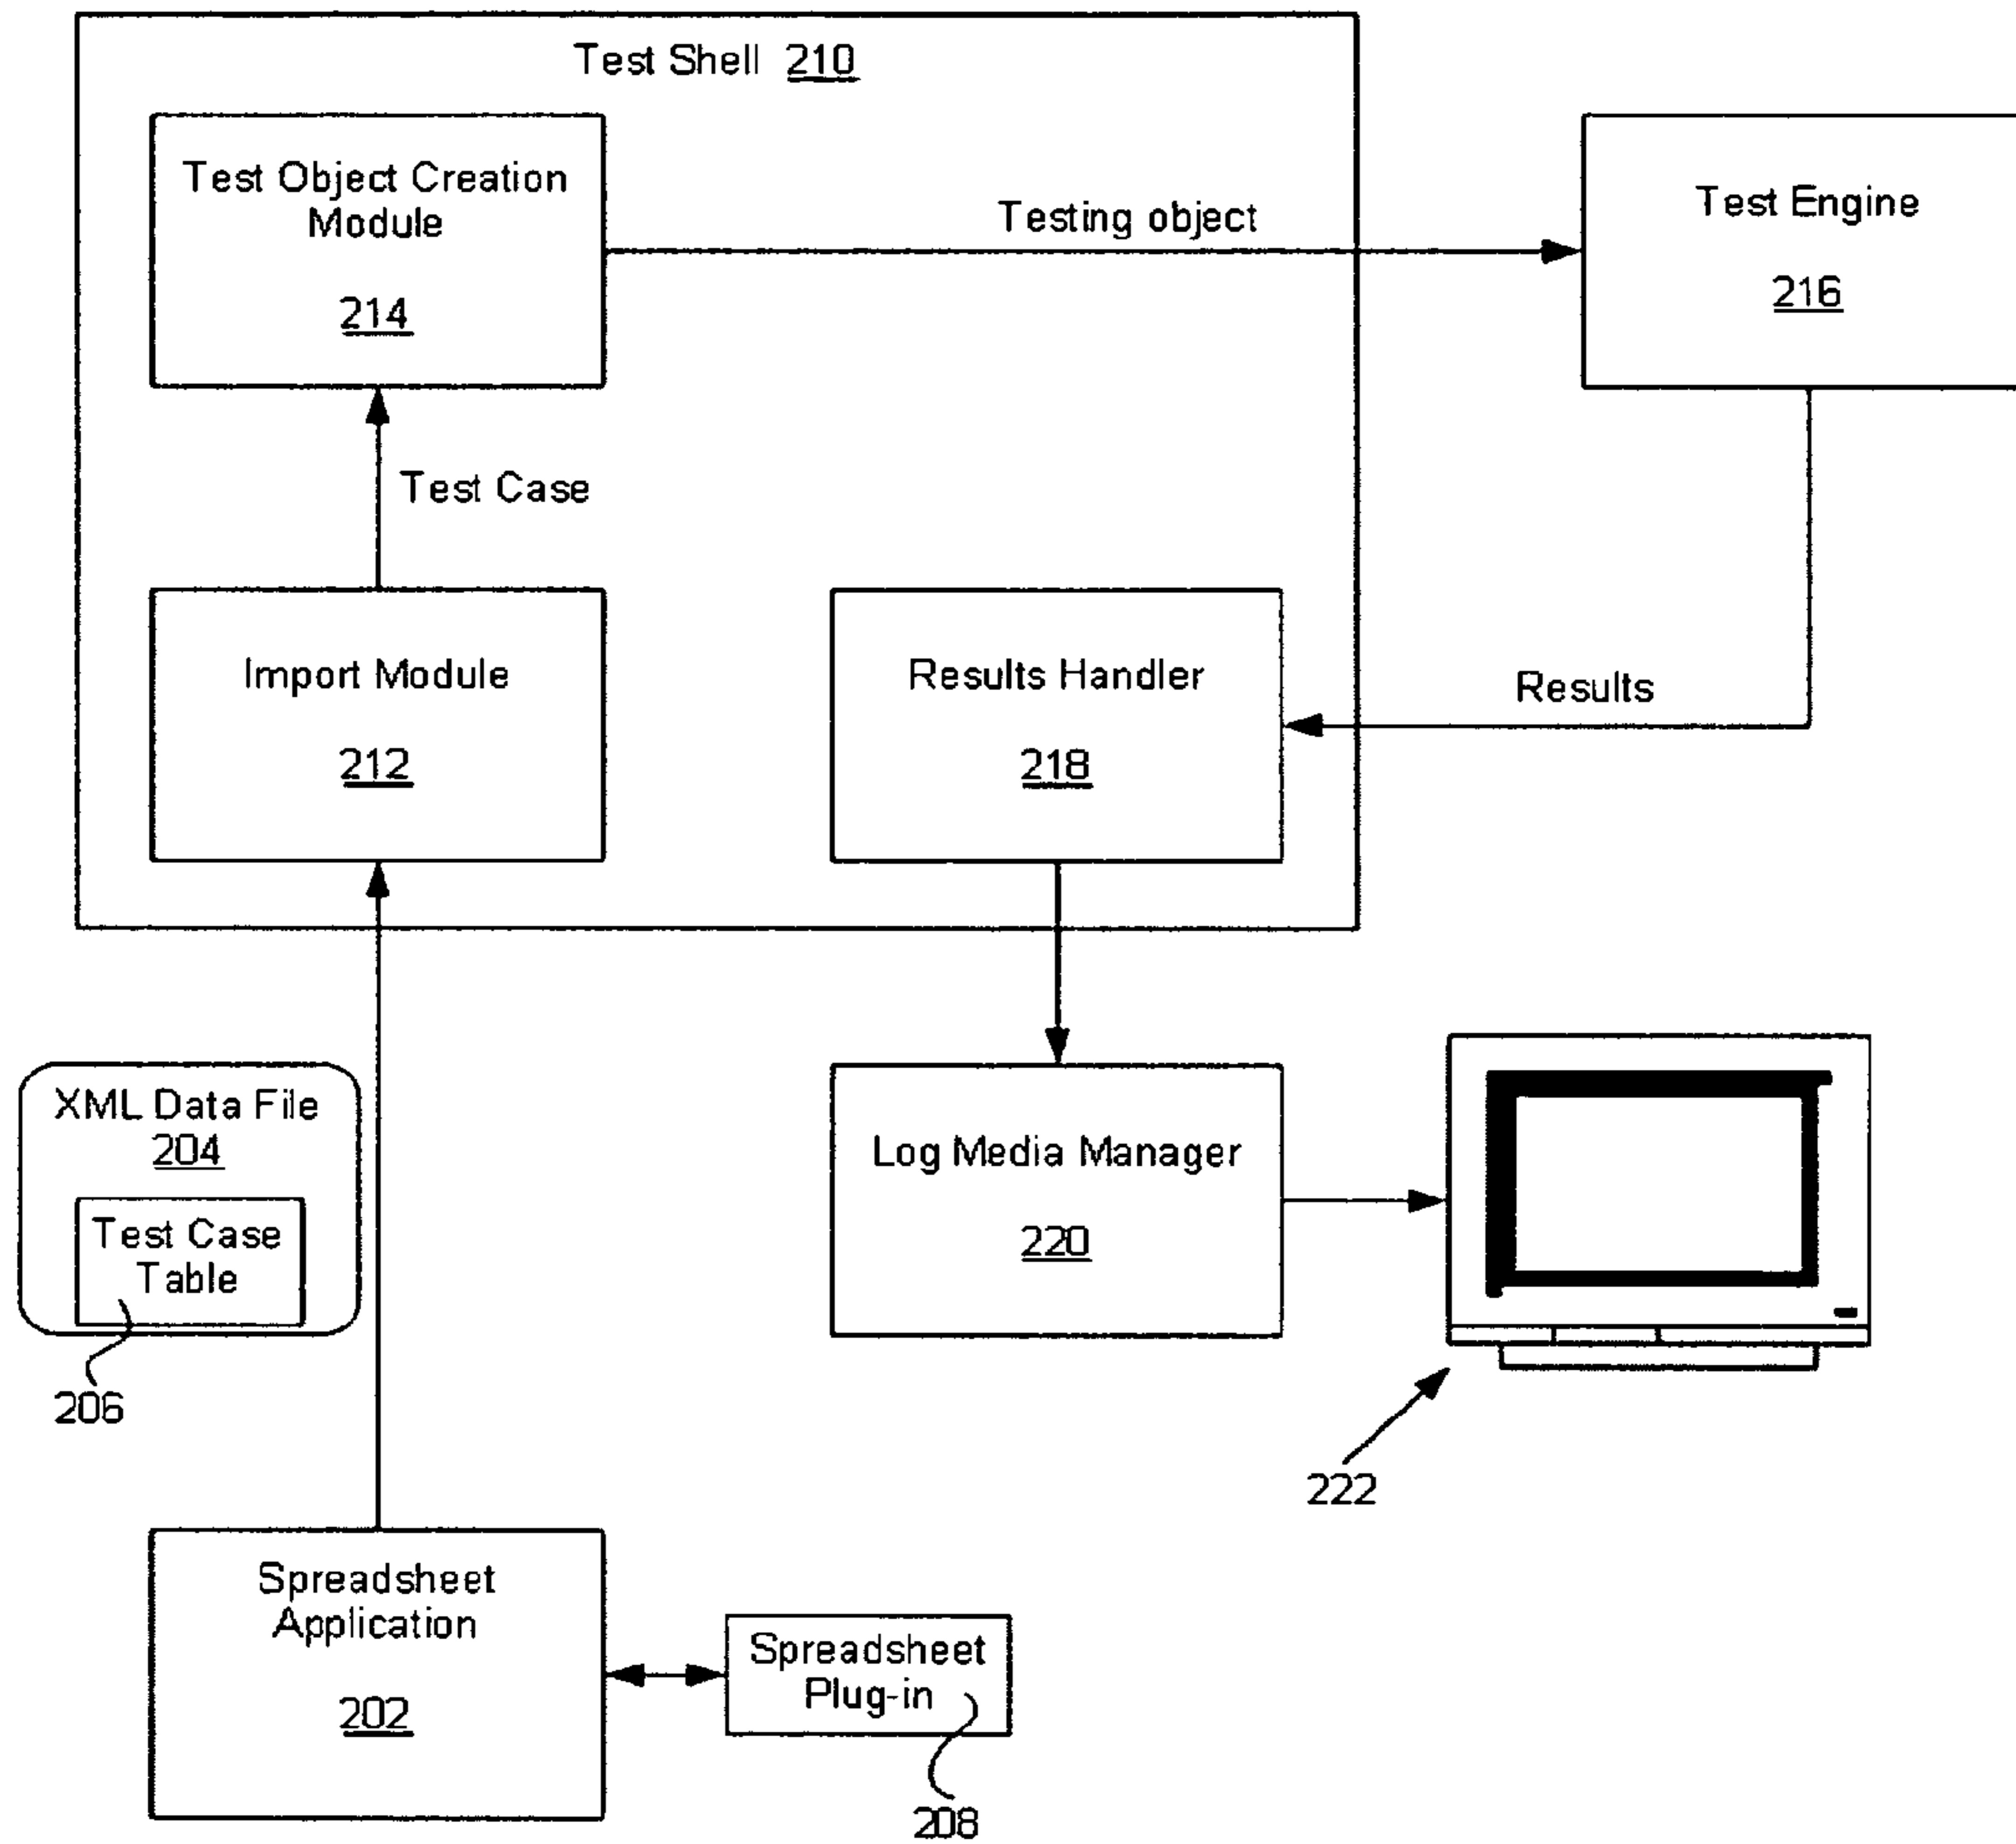 Test Shell 210
Test Object Creation
Module
214
Testing object
Test Engine
216
Test Case
Import Module
212
Results Handler
218
Results
XML Data File
204
Test Case
Table
206
Log Media Manager
220
222
Spreadsheet
Application
202
Spreadsheet
Plug-in
208